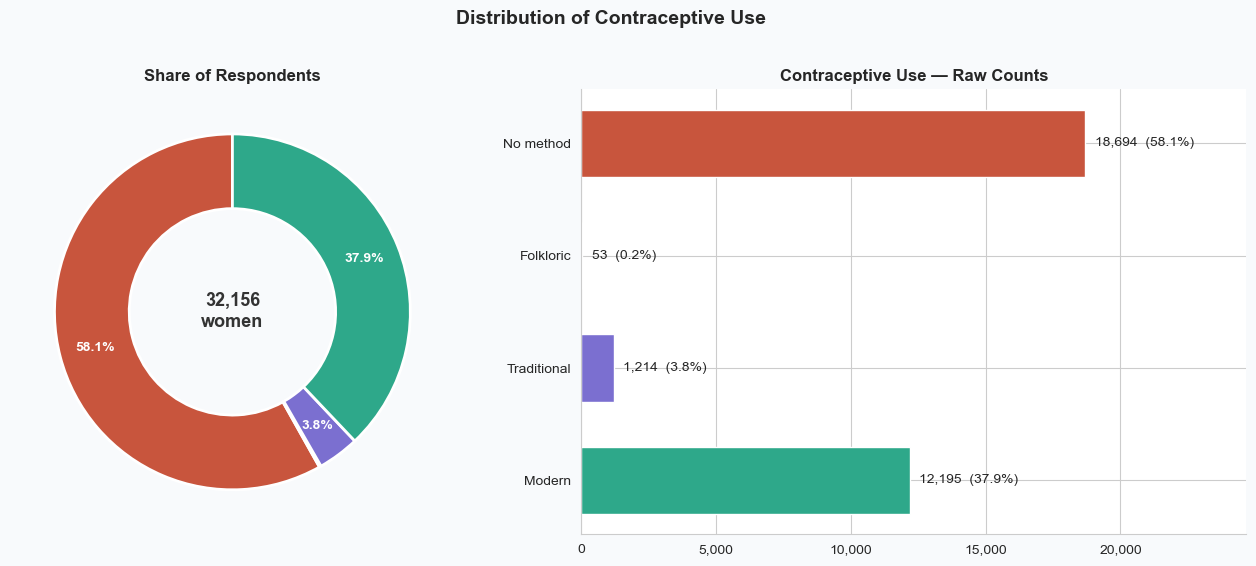 Distribution of Contraceptive Use
Share of Respondents
37.9%
32,156
women
58.1%
3.8%
Contraceptive Use — Raw Counts
No method
18,694 (58.1%)
Folkloric
53 (0.2%)
Traditional
1,214 (3.8%)
Modern
12,195 (37.9%)
0 5,000 10,000 15,000 20,000